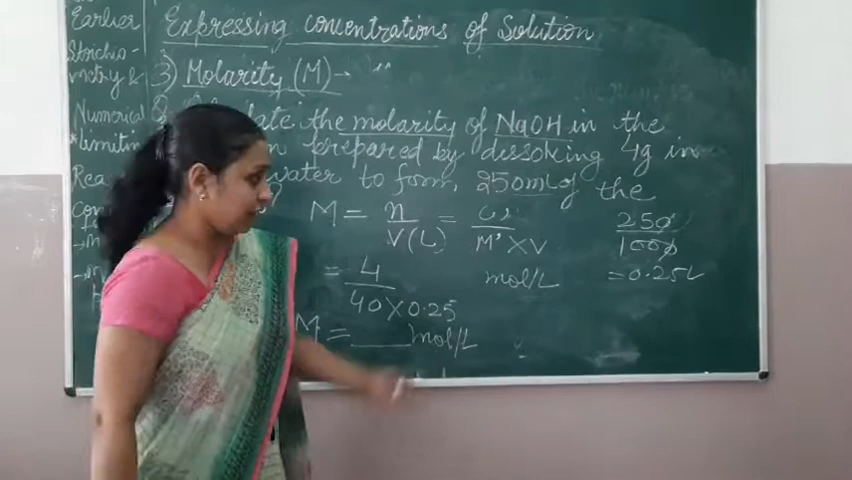 Earlier
Stoichio-
metry &
Numerical
*limitin
Expressing concentrations of Solution
3) Molarity (M) →
the molarity of NaOH in the
prepared by dissolving 4g in
water to form 250mL of the
M = n / V(L) = ω / M' × V
250 / 1000
= 4 / 40 × 0.25
mol/L
= 0.25L
M = ____ mol/L